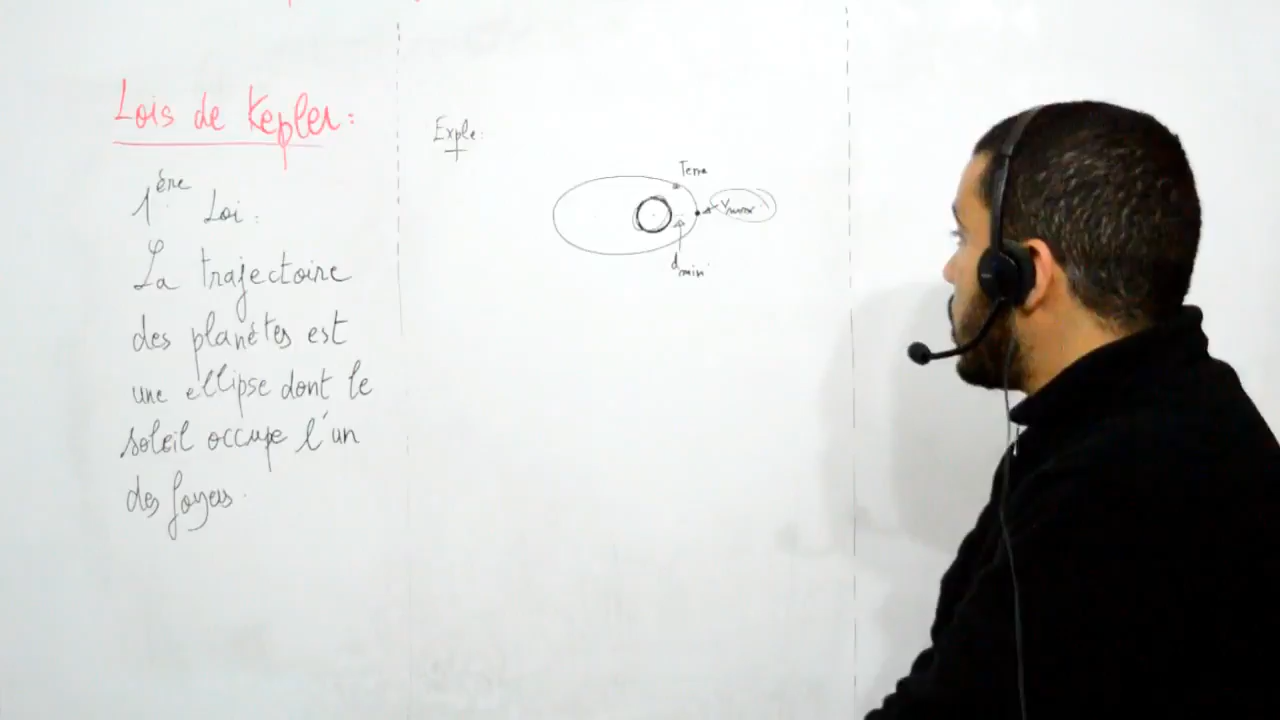 Lois de Kepler :
1ère Loi :
La trajectoire
des planètes est
une ellipse dont le
soleil occupe l'un
des foyers.
Exple :
Terre
Vmax
dmin